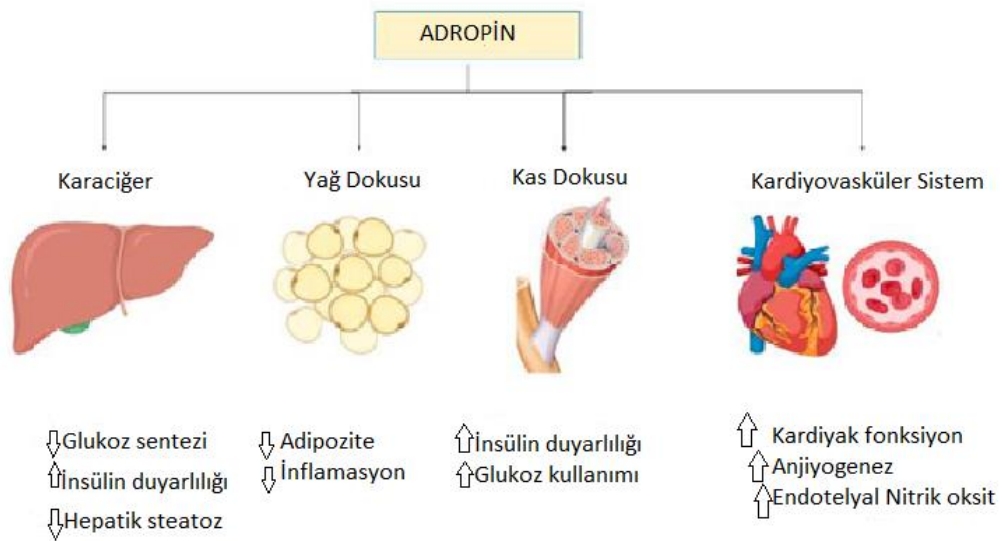 ADROPİN
Karaciğer
Yağ Dokusu
Kas Dokusu
Kardiyovasküler Sistem
⇩Glukoz sentezi
⇧İnsülin duyarlılığı
⇩Hepatik steatoz
⇩ Adipozite
⇩ İnflamasyon
⇧İnsülin duyarlılığı
⇧Glukoz kullanımı
⇧ Kardiyak fonksiyon
⇧Anjiyogenez
⇧Endotelyal Nitrik oksit